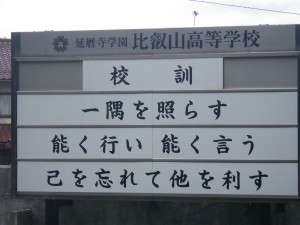 延暦寺学園 比叡山高等学校
校訓
一隅を照らす
能く行い 能く言う
己を忘れて他を利す